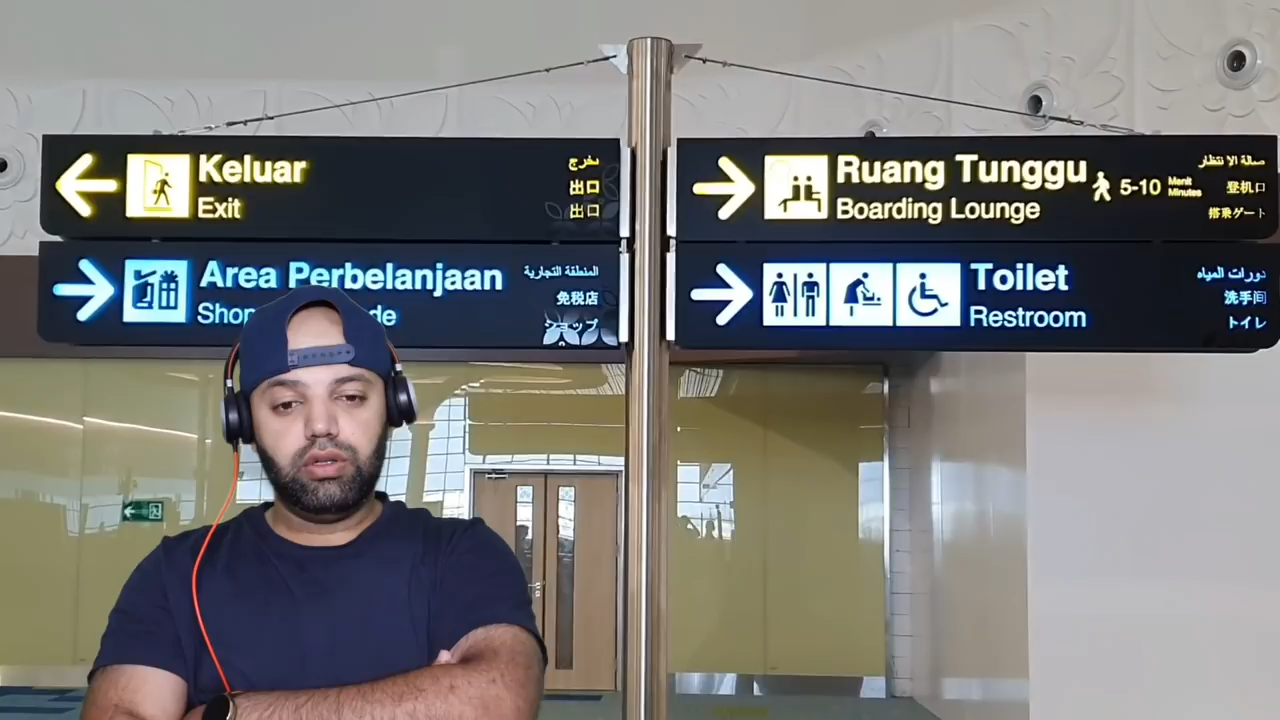 Keluar
Exit
مخرج
出口
出口
Area Perbelanjaan
المنطقة التجارية
免税店
ショップ
Ruang Tunggu
Boarding Lounge
5-10 Menit
Minutes
صالة الانتظار
登机口
搭乗ゲート
Toilet
Restroom
دورات المياه
洗手间
トイレ